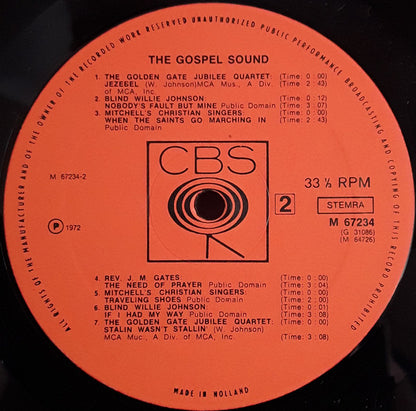 ALL RIGHTS OF THE MANUFACTURER AND OF THE OWNER OF THE RECORDED WORK RESERVED UNAUTHORIZED PUBLIC PERFORMANCE BROADCASTING AND COPYING OF THIS RECORD PROHIBITED
THE GOSPEL SOUND
1. THE GOLDEN GATE JUBILEE QUARTET: (Time: 0:00)
JEZEBEL (W. Johnson)MCA Mus., A (Time: 2:43)
Div. of MCA, Inc.
2. BLIND WILLIE JOHNSON: (Time: 0:12)
NOBODY'S FAULT BUT MINE Public Domain (Time: 3:07)
3. MITCHELL'S CHRISTIAN SINGERS: (Time: 0:00)
WHEN THE SAINTS GO MARCHING IN (Time: 2:43)
Public Domain
CBS
M 67234-2
2
33 ⅓ RPM
STEMRA
M 67234
(G 31086)
(M 64726)
P 1972
4. REV. J. M GATES: (Time: 0:00)
THE NEED OF PRAYER Public Domain (Time: 3:04)
5. MITCHELL'S CHRISTIAN SINGERS: (Time: 0:00)
TRAVELING SHOES Public Domain (Time: 2:00)
6. BLIND WILLIE JOHNSON: (Time: 0:01)
IF I HAD MY WAY Public Domain (Time: 3:08)
7. THE GOLDEN GATE JUBILEE QUARTET: (Time: 0:00)
STALIN WASN'T STALLIN' (W. Johnson)
MCA Muc., A Div. of MCA, Inc. (Time: 3:08)
MADE IN HOLLAND